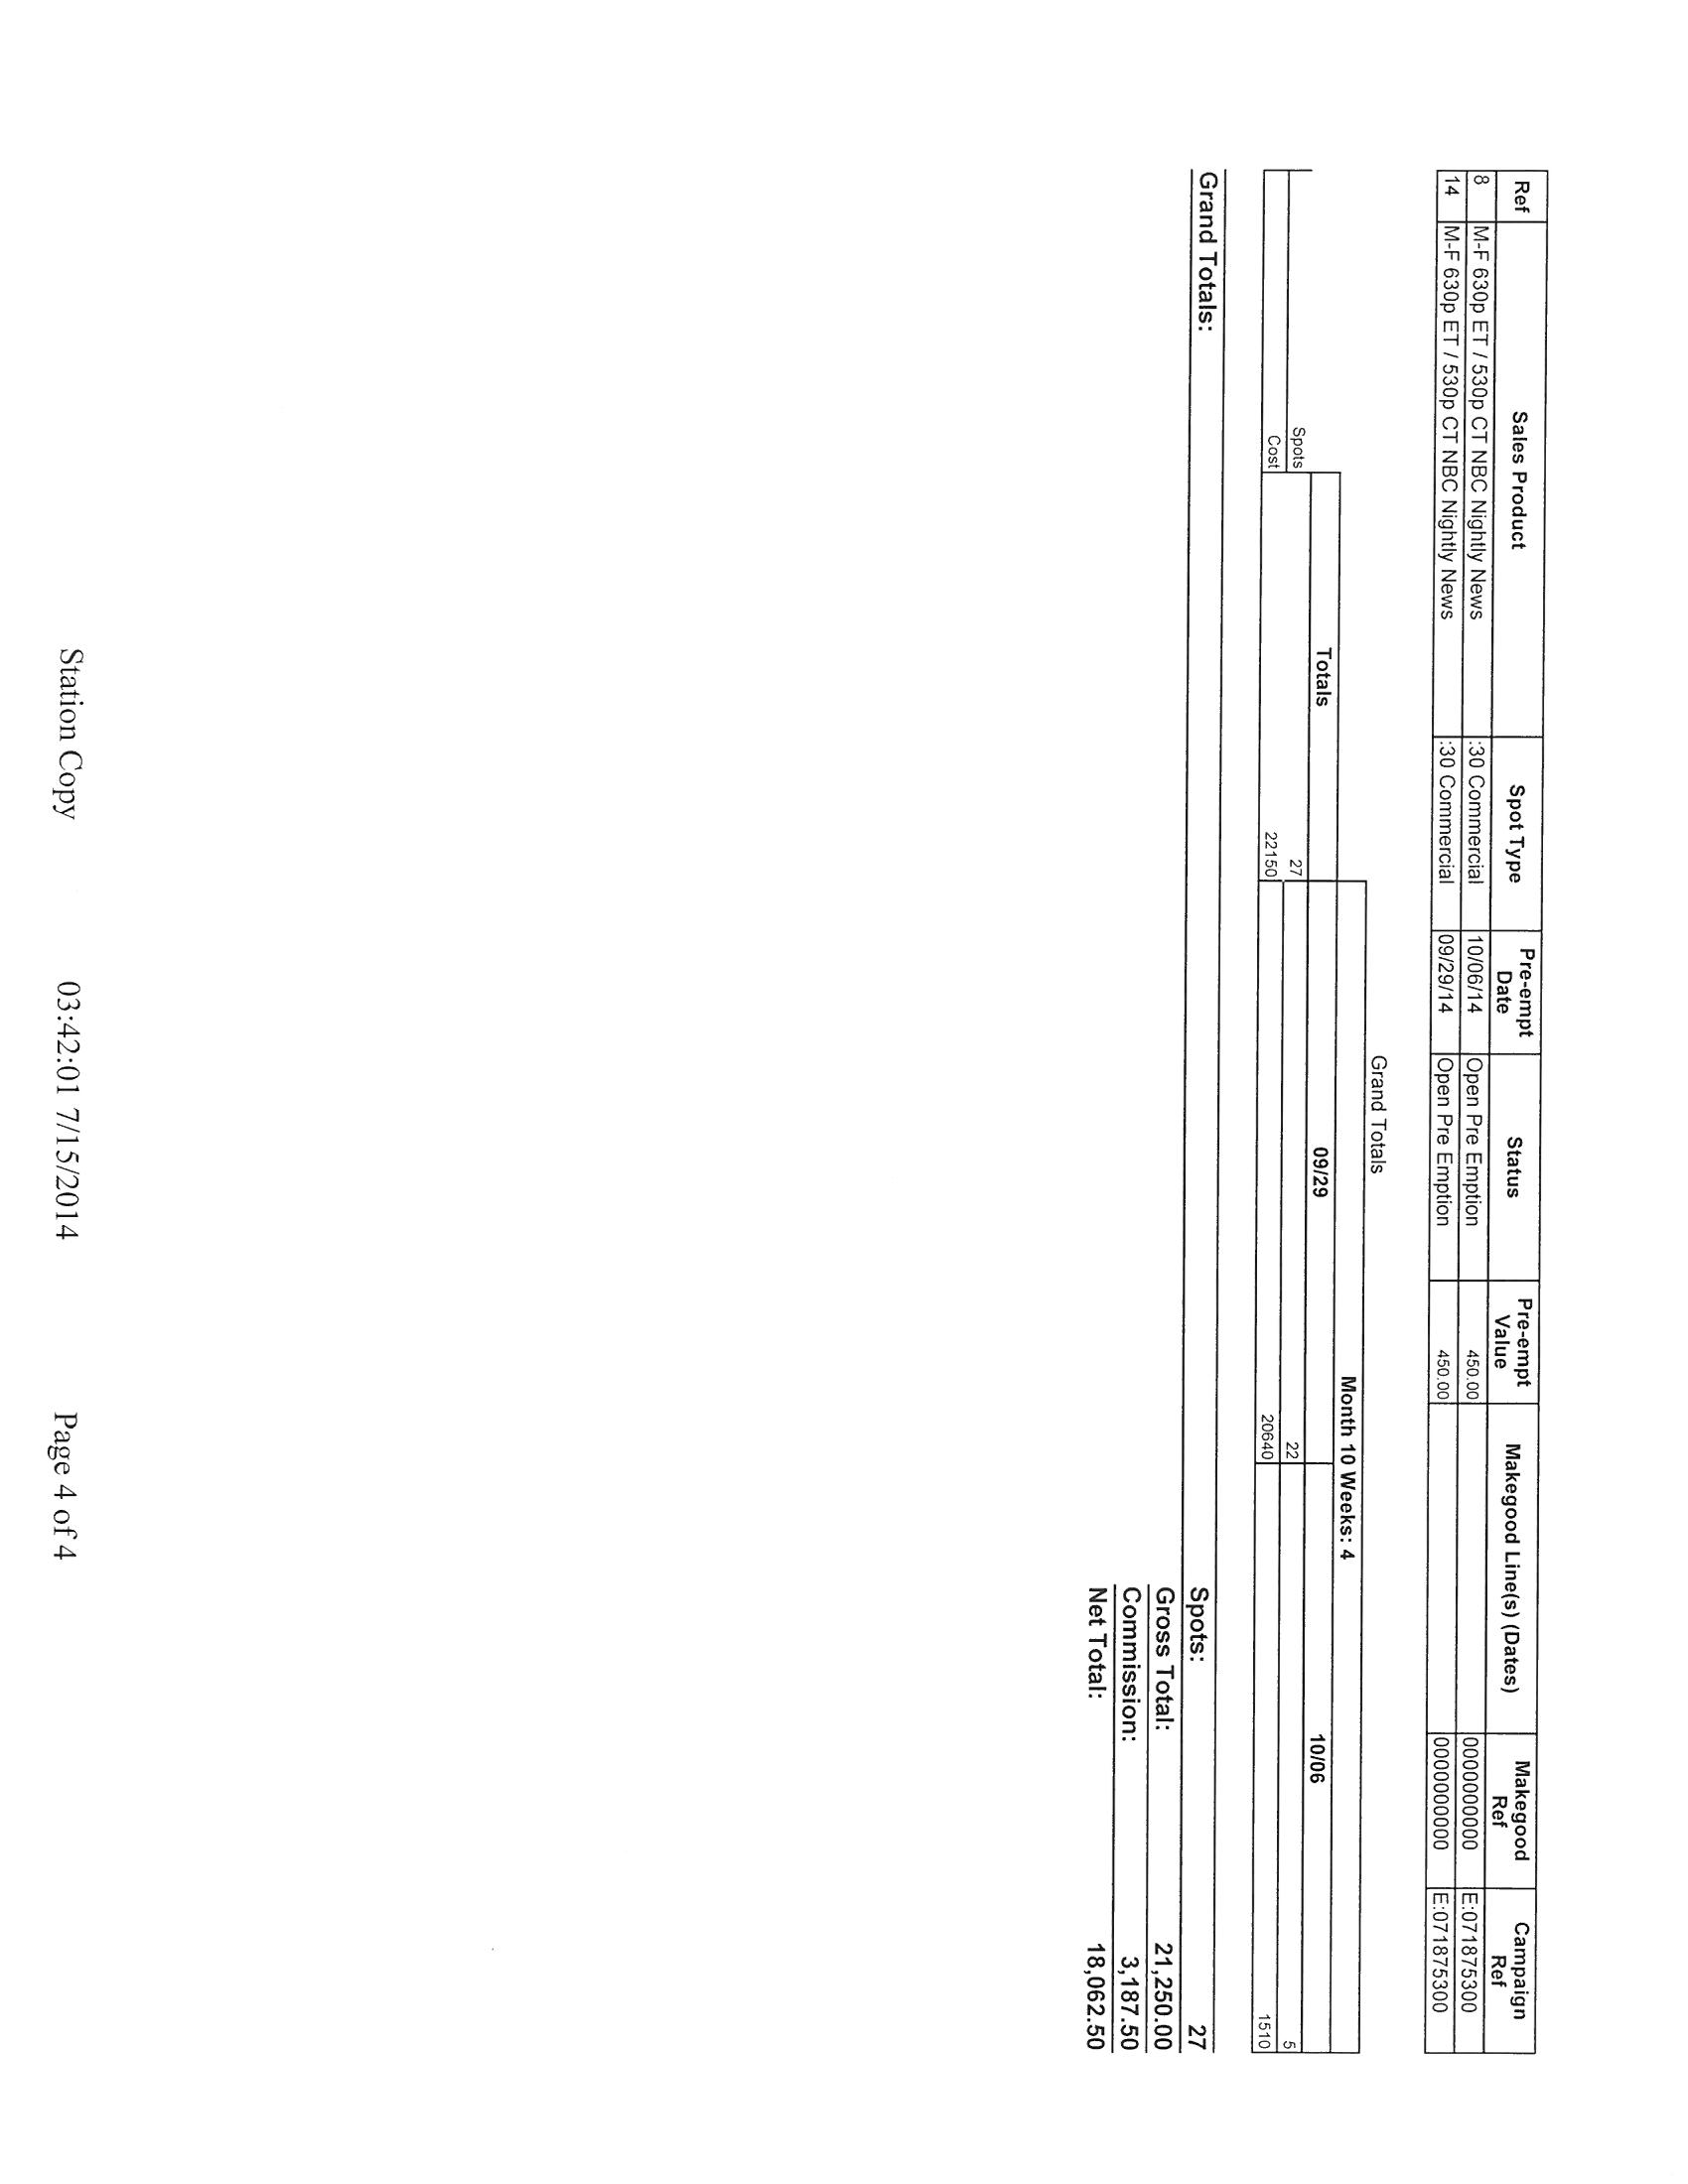 Ref Sales Product Spot Type Pre-empt Date Status Pre-empt Value Makegood Line(s) (Dates) Makegood Ref Campaign Ref
8 M-F 630p ET / 530p CT NBC Nightly News :30 Commercial 10/06/14 Open Pre Emption 450.00 0000000000 E:071875300
14 M-F 630p ET / 530p CT NBC Nightly News :30 Commercial 09/29/14 Open Pre Emption 450.00 0000000000 E:071875300
Grand Totals
Month 10 Weeks: 4
Totals 09/29 10/06
Spots 27 22 5
Cost 22150 20640 1510
Grand Totals: Spots: 27
Gross Total: 21,250.00
Commission: 3,187.50
Net Total: 18,062.50
Station Copy 03:42:01 7/15/2014 Page 4 of 4